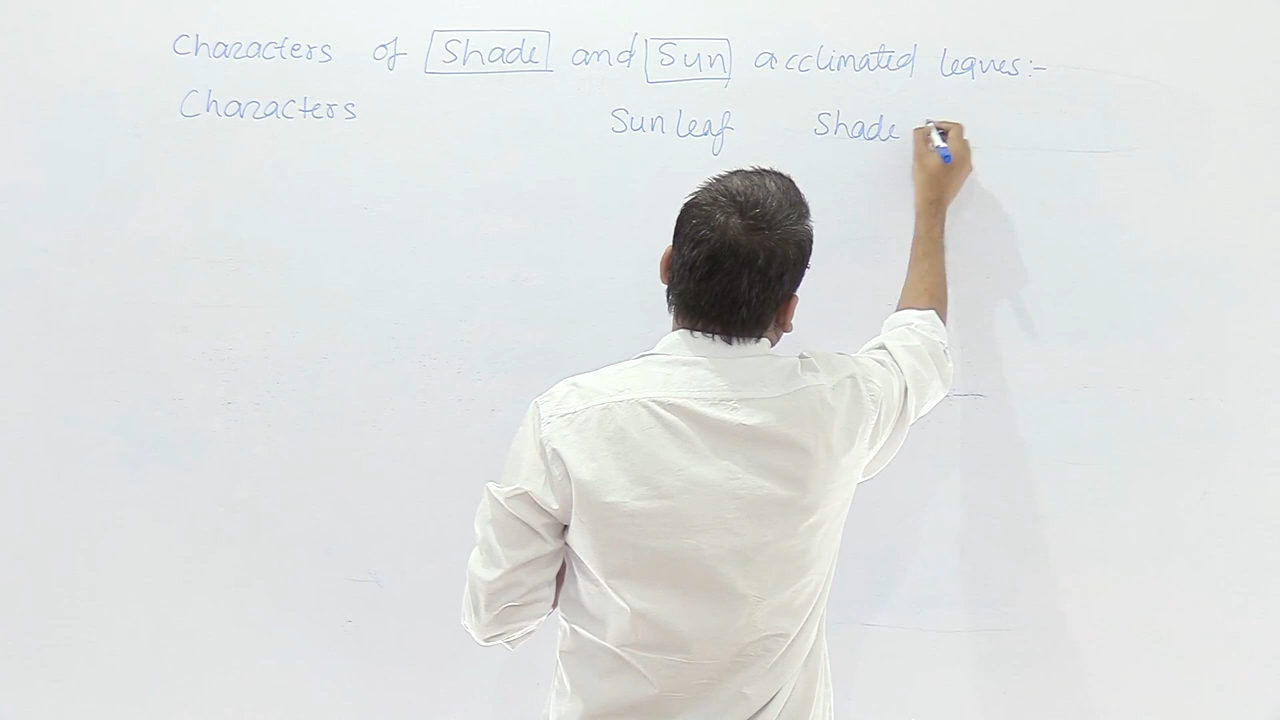 Characters of Shade and Sun acclimated leaves:-
Characters Sun leaf Shade